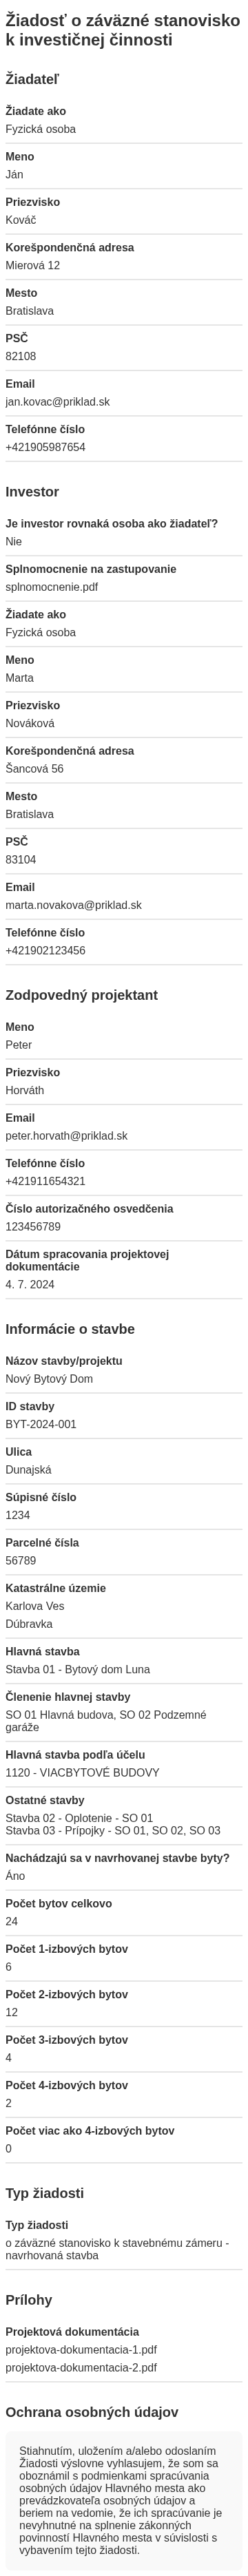 Žiadosť o záväzné stanovisko
k investičnej činnosti
Žiadateľ
Žiadate ako
Fyzická osoba
Meno
Ján
Priezvisko
Kováč
Korešpondenčná adresa
Mierová 12
Mesto
Bratislava
PSČ
82108
Email
jan.kovac@priklad.sk
Telefónne číslo
+421905987654
Investor
Je investor rovnaká osoba ako žiadateľ?
Nie
Splnomocnenie na zastupovanie
splnomocnenie.pdf
Žiadate ako
Fyzická osoba
Meno
Marta
Priezvisko
Nováková
Korešpondenčná adresa
Šancová 56
Mesto
Bratislava
PSČ
83104
Email
marta.novakova@priklad.sk
Telefónne číslo
+421902123456
Zodpovedný projektant
Meno
Peter
Priezvisko
Horváth
Email
peter.horvath@priklad.sk
Telefónne číslo
+421911654321
Číslo autorizačného osvedčenia
123456789
Dátum spracovania projektovej
dokumentácie
4. 7. 2024
Informácie o stavbe
Názov stavby/projektu
Nový Bytový Dom
ID stavby
BYT-2024-001
Ulica
Dunajská
Súpisné číslo
1234
Parcelné čísla
56789
Katastrálne územie
Karlova Ves
Dúbravka
Hlavná stavba
Stavba 01 - Bytový dom Luna
Členenie hlavnej stavby
SO 01 Hlavná budova, SO 02 Podzemné
garáže
Hlavná stavba podľa účelu
1120 - VIACBYTOVÉ BUDOVY
Ostatné stavby
Stavba 02 - Oplotenie - SO 01
Stavba 03 - Prípojky - SO 01, SO 02, SO 03
Nachádzajú sa v navrhovanej stavbe byty?
Áno
Počet bytov celkovo
24
Počet 1-izbových bytov
6
Počet 2-izbových bytov
12
Počet 3-izbových bytov
4
Počet 4-izbových bytov
2
Počet viac ako 4-izbových bytov
0
Typ žiadosti
Typ žiadosti
o záväzné stanovisko k stavebnému zámeru -
navrhovaná stavba
Prílohy
Projektová dokumentácia
projektova-dokumentacia-1.pdf
projektova-dokumentacia-2.pdf
Ochrana osobných údajov
Stiahnutím, uložením a/alebo odoslaním
Žiadosti výslovne vyhlasujem, že som sa
oboznámil s podmienkami spracúvania
osobných údajov Hlavného mesta ako
prevádzkovateľa osobných údajov a
beriem na vedomie, že ich spracúvanie je
nevyhnutné na splnenie zákonných
povinností Hlavného mesta v súvislosti s
vybavením tejto žiadosti.